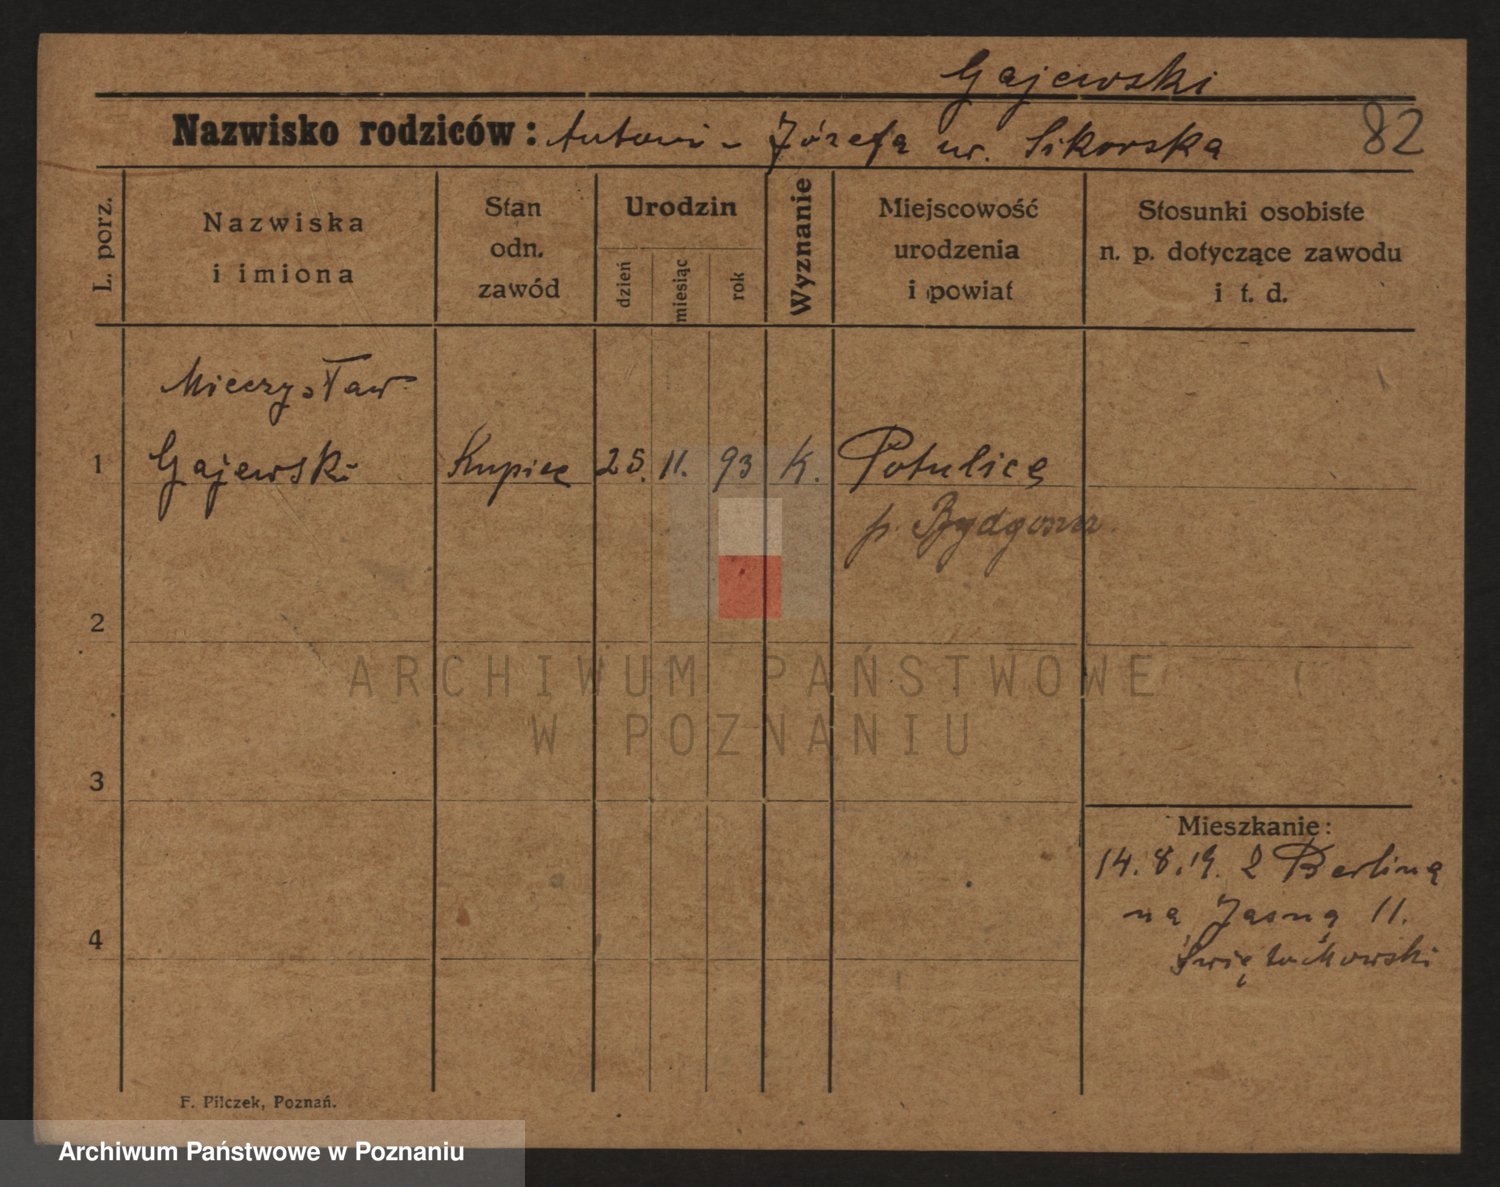 Gajewski
Nazwisko rodziców: Antoni - Józefa ur. Sikorska 82
L. porz.
Nazwiska
i imiona
Stan
odn.
zawód
Urodzin
dzień
miesiąc
rok
Wyznanie
Miejscowość
urodzenia
i powiat
Stosunki osobiste
n. p. dotyczące zawodu
i t. d.
Mieczysław
1 Gajewski Kupiec 25. 11. 93 K. Potulice
p. Bydgoszcz
2
3
4
Mieszkanie:
14.8.19. z Berlina
na Jasna 11.
ARCHIWUM PAŃSTWOWE
W POZNANIU
F. Pilczek, Poznań.
Archiwum Państwowe w Poznaniu